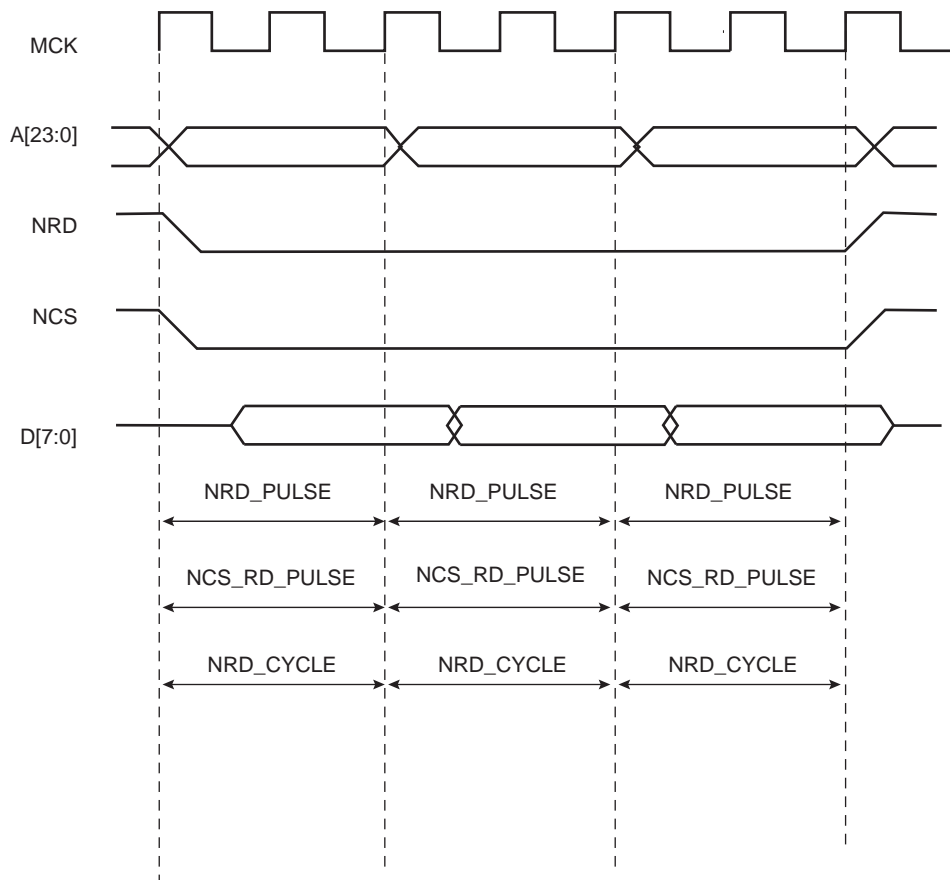 MCK
A[23:0]
NRD
NCS
D[7:0]
NRD_PULSE NRD_PULSE NRD_PULSE
NCS_RD_PULSE NCS_RD_PULSE NCS_RD_PULSE
NRD_CYCLE NRD_CYCLE NRD_CYCLE